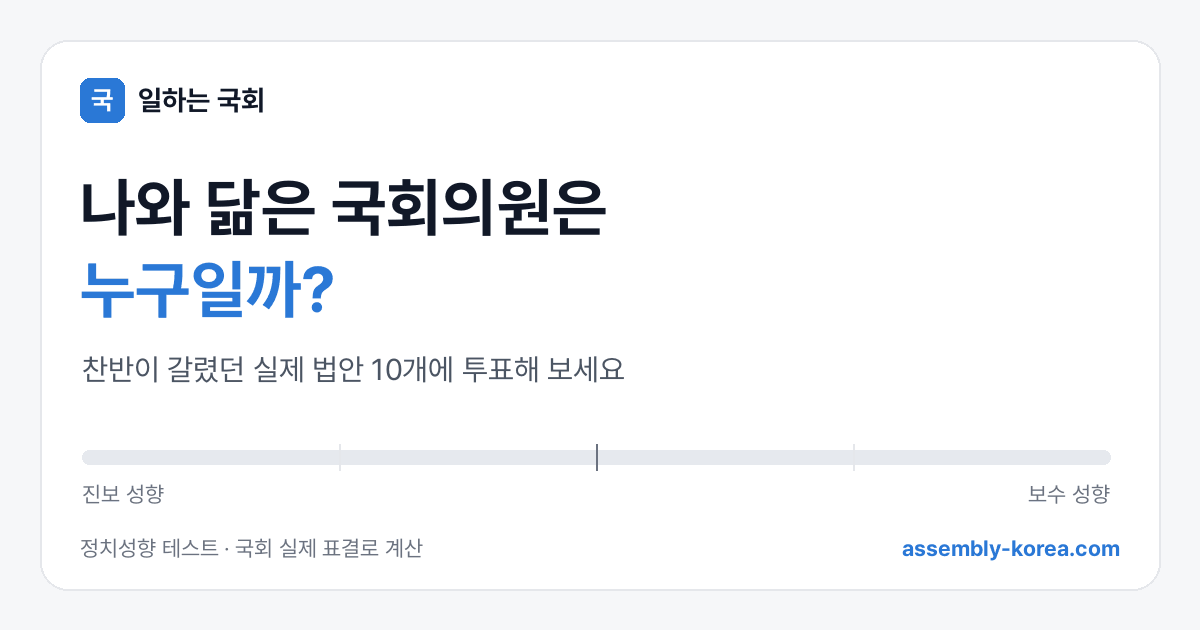 국 일하는 국회
나와 닮은 국회의원은
누구일까?
찬반이 갈렸던 실제 법안 10개에 투표해 보세요
진보 성향 보수 성향
정치성향 테스트 · 국회 실제 표결로 계산 assembly-korea.com